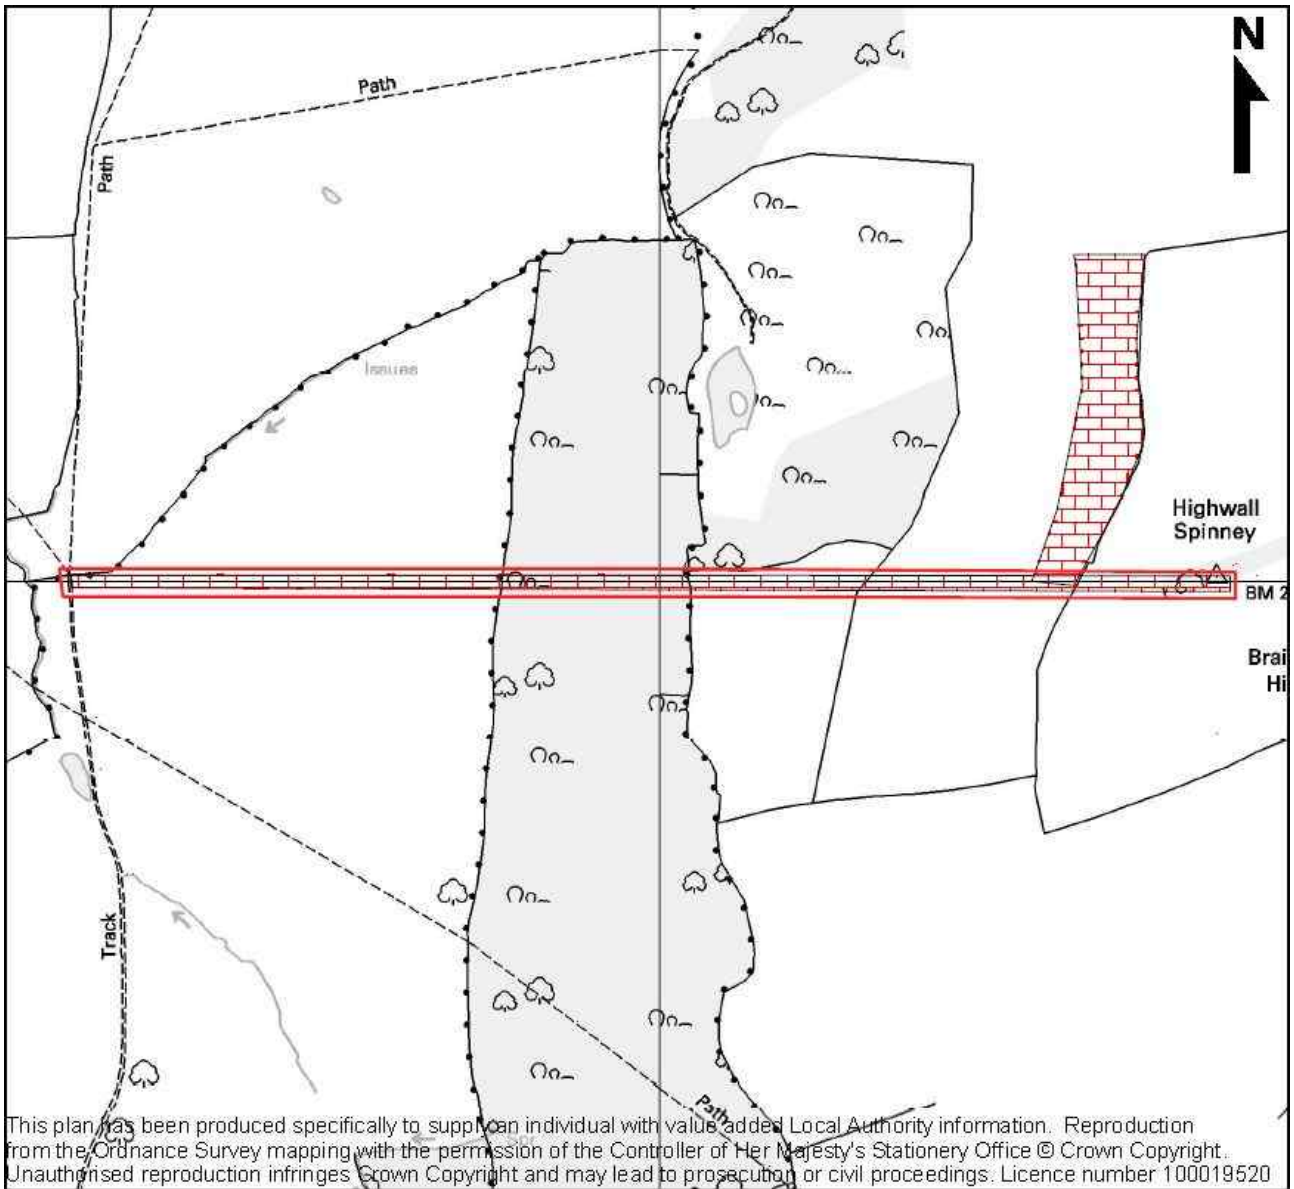 N
Path
Path
Issues
Highwall
Spinney
BM 2
Brai
Hi
Track
Path
Spr
This plan has been produced specifically to supply an individual with value added Local Authority information. Reproduction
from the Ordnance Survey mapping with the permission of the Controller of Her Majesty's Stationery Office © Crown Copyright.
Unauthorised reproduction infringes Crown Copyright and may lead to prosecution or civil proceedings. Licence number 100019520